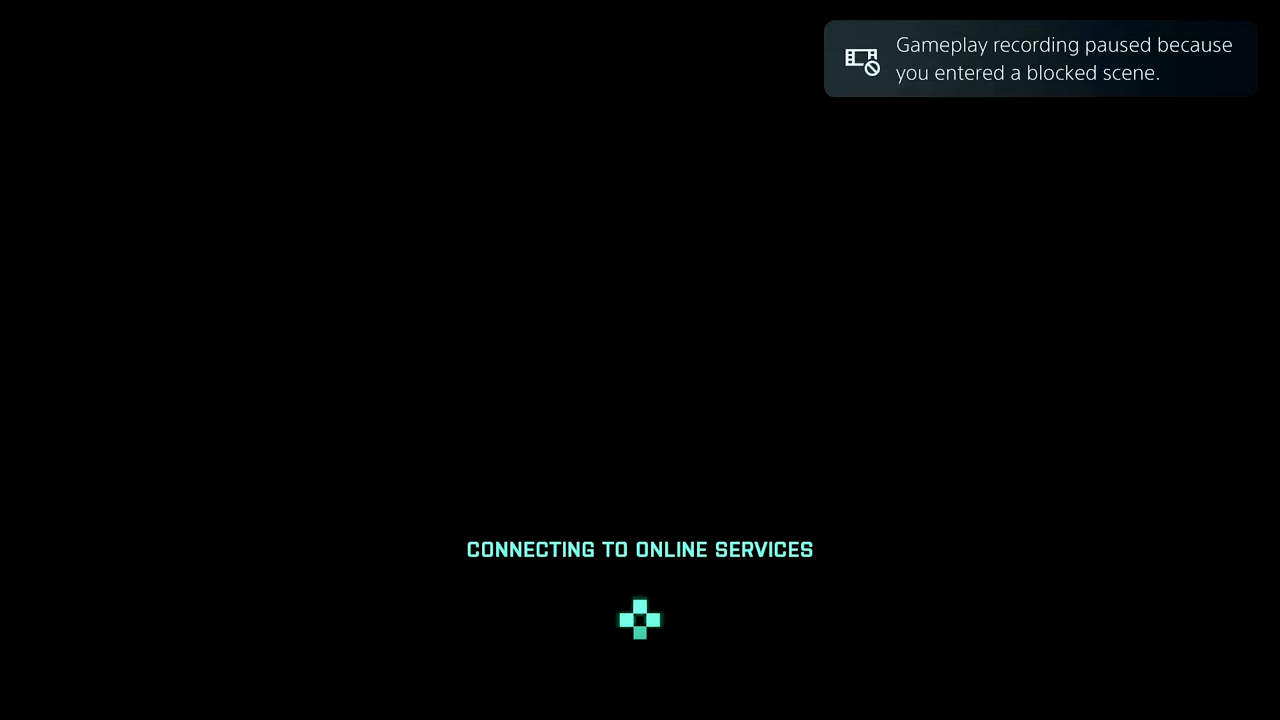 Gameplay recording paused because
you entered a blocked scene.
CONNECTING TO ONLINE SERVICES